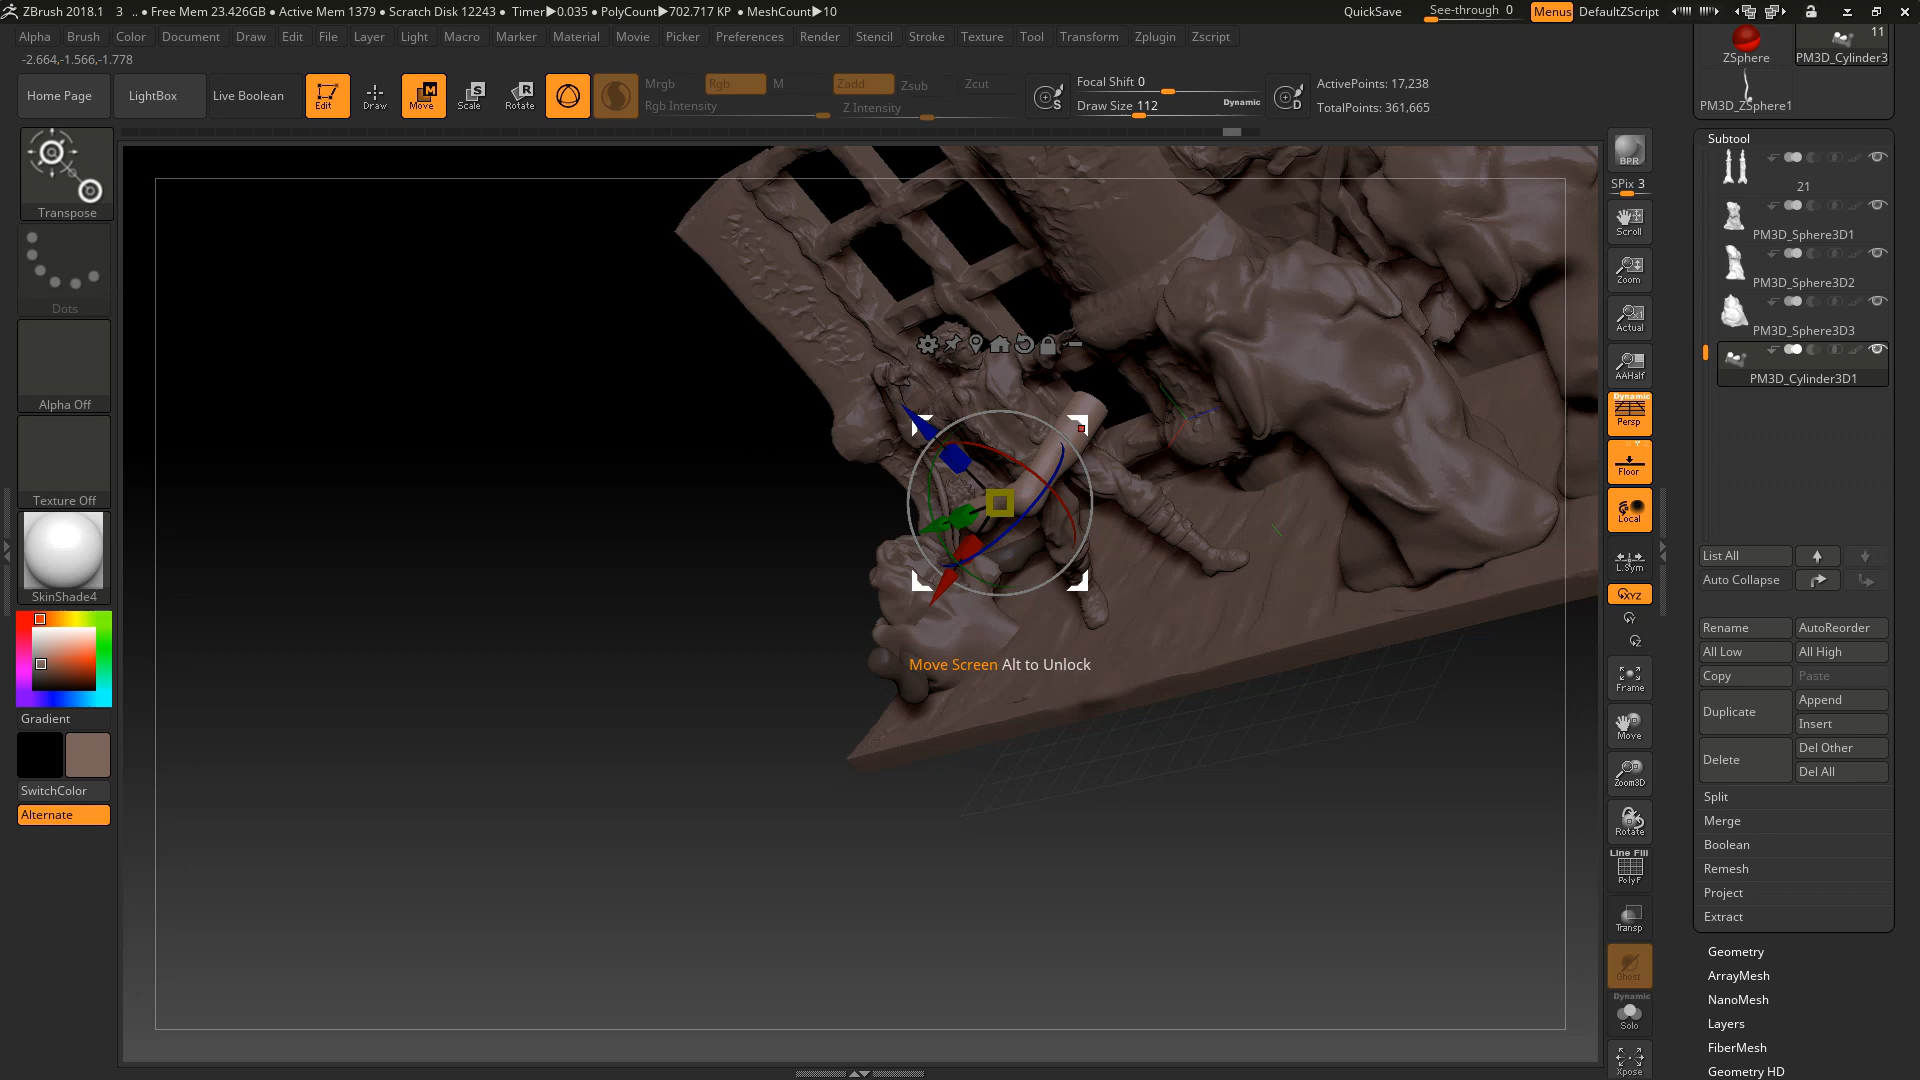 ZBrush 2018.1 3 .. • Free Mem 23.426GB • Active Mem 1379 • Scratch Disk 12243 • Timer▶0.035 • PolyCount▶702.717 KP • MeshCount▶10 QuickSave See-through 0 Menus DefaultZScript
Alpha Brush Color Document Draw Edit File Layer Light Macro Marker Material Movie Picker Preferences Render Stencil Stroke Texture Tool Transform Zplugin Zscript
-2.664,-1.566,-1.778
Home Page LightBox Live Boolean Edit Draw Move Scale Rotate
Mrgb Rgb M Zadd Zsub Zcut
Rgb Intensity Z Intensity
Focal Shift 0
Draw Size 112 Dynamic
S
D
ActivePoints: 17,238
TotalPoints: 361,665
ZSphere
11
PM3D_Cylinder3
PM3D_ZSphere1
Transpose
Dots
Alpha Off
Texture Off
SkinShade4
Gradient
SwitchColor
Alternate
Move Screen Alt to Unlock
BPR
SPix 3
Scroll
Zoom
Actual
AAHalf
Dynamic
Persp
Floor
Local
L.Sym
XYZ
Y
Z
Frame
Move
Zoom3D
Rotate
Line Fill
PolyF
Transp
Ghost
Dynamic
Solo
Xpose
Subtool
21
PM3D_Sphere3D1
PM3D_Sphere3D2
PM3D_Sphere3D3
PM3D_Cylinder3D1
List All
Auto Collapse
Rename AutoReorder
All Low All High
Copy Paste
Duplicate Append
Insert
Delete Del Other
Del All
Split
Merge
Boolean
Remesh
Project
Extract
Geometry
ArrayMesh
NanoMesh
Layers
FiberMesh
Geometry HD